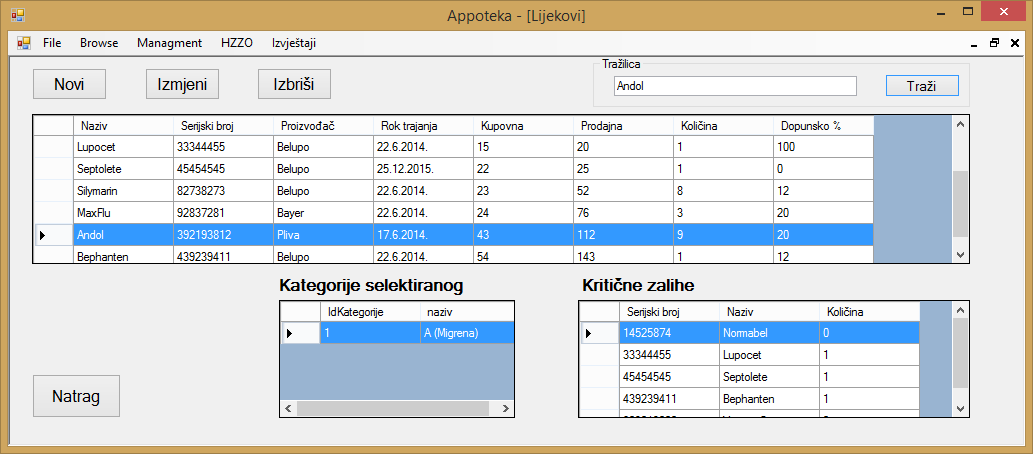 Appoteka - [Lijekovi]
File Browse Managment HZZO Izvještaji
Novi Izmjeni Izbriši
Tražilica
Andol Traži
Naziv Serijski broj Proizvođač Rok trajanja Kupovna Prodajna Količina Dopunsko %
Lupocet 33344455 Belupo 22.6.2014. 15 20 1 100
Septolete 45454545 Belupo 25.12.2015. 22 25 1 0
Silymarin 82738273 Belupo 22.6.2014. 23 52 8 12
MaxFlu 92837281 Bayer 22.6.2014. 24 76 3 20
Andol 392193812 Pliva 17.6.2014. 43 112 9 20
Bephanten 439239411 Belupo 22.6.2014. 54 143 1 12
Kategorije selektiranog
IdKategorije naziv
1 A (Migrena)
Kritične zalihe
Serijski broj Naziv Količina
14525874 Normabel 0
33344455 Lupocet 1
45454545 Septolete 1
439239411 Bephanten 1
Natrag